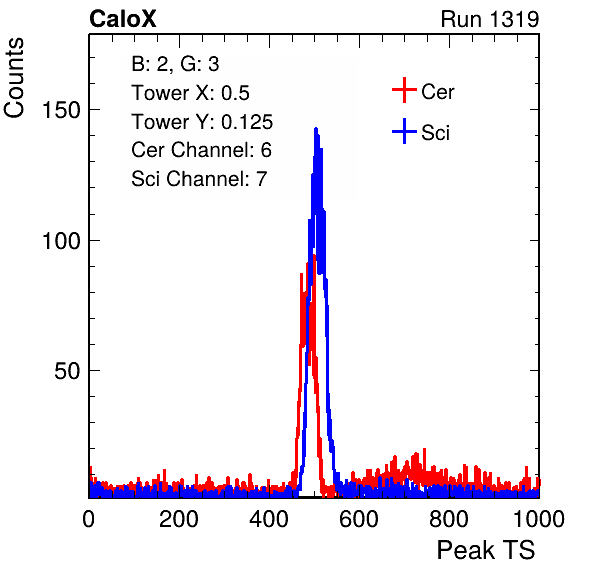 CaloX Run 1319
B: 2, G: 3
Tower X: 0.5
Tower Y: 0.125
Cer Channel: 6
Sci Channel: 7
Cer
Sci
Counts
150
100
50
0 200 400 600 800 1000
Peak TS